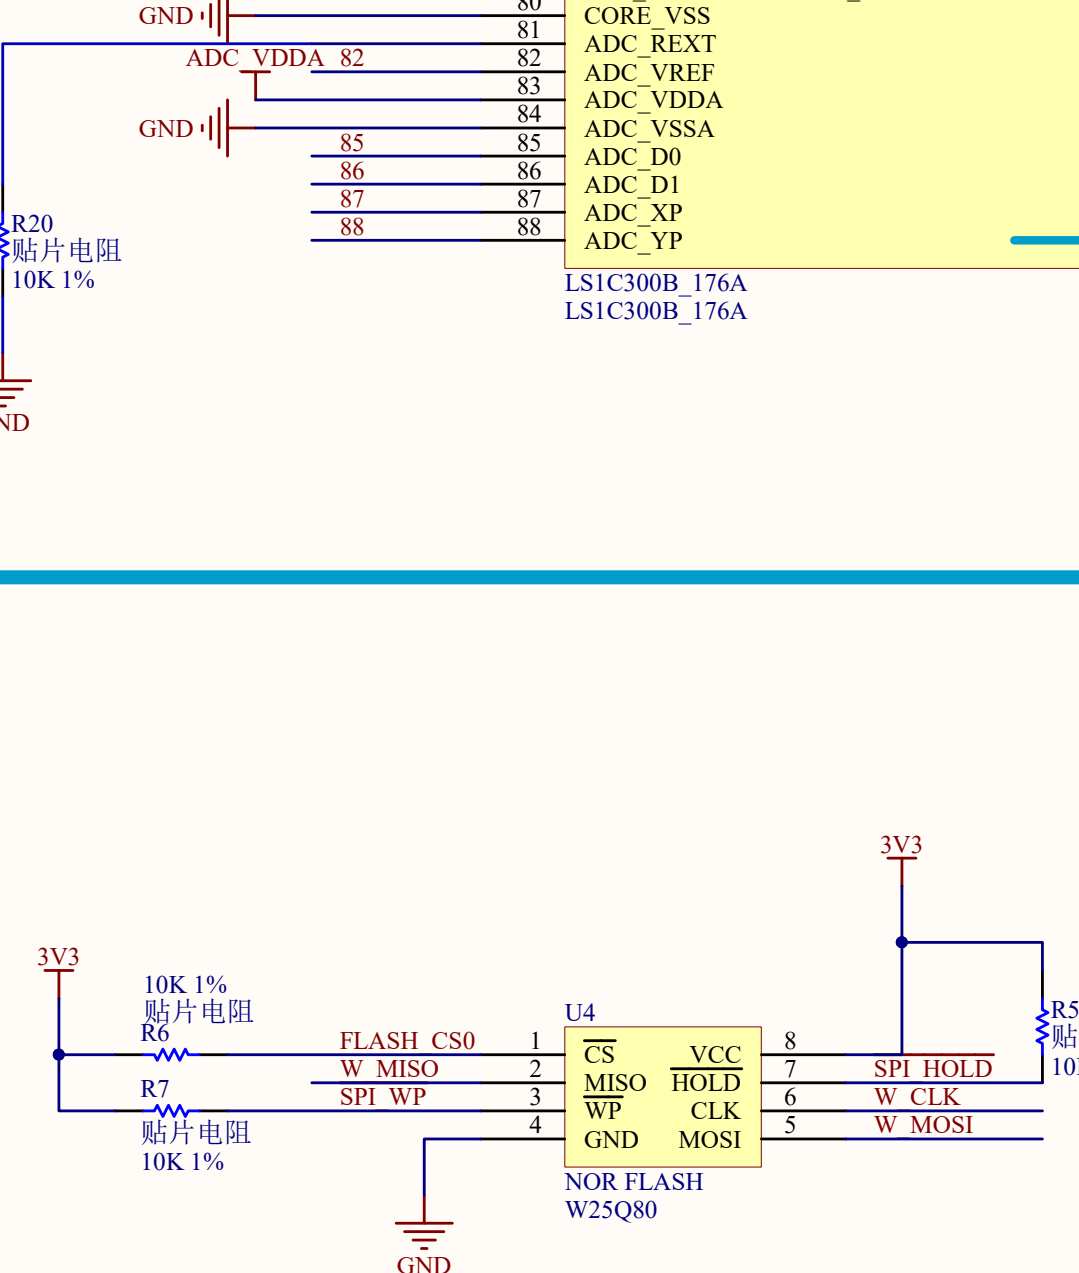 80
GND
CORE_VSS
81
ADC_REXT
ADC_VDDA
82
82
ADC_VREF
83
ADC_VDDA
84
GND
ADC_VSSA
85
85
ADC_D0
86
86
ADC_D1
87
87
ADC_XP
88
88
ADC_YP
R20
贴片电阻
10K 1%
LS1C300B_176A
LS1C300B_176A
ND
3V3
3V3
10K 1%
贴片电阻
R6
R7
贴片电阻
10K 1%
U4
FLASH_CS0
1
CS
VCC
8
W_MISO
2
MISO
HOLD
7
SPI_HOLD
SPI_WP
3
WP
CLK
6
W_CLK
4
GND
MOSI
5
W_MOSI
R5
贴
NOR FLASH
W25Q80
GND